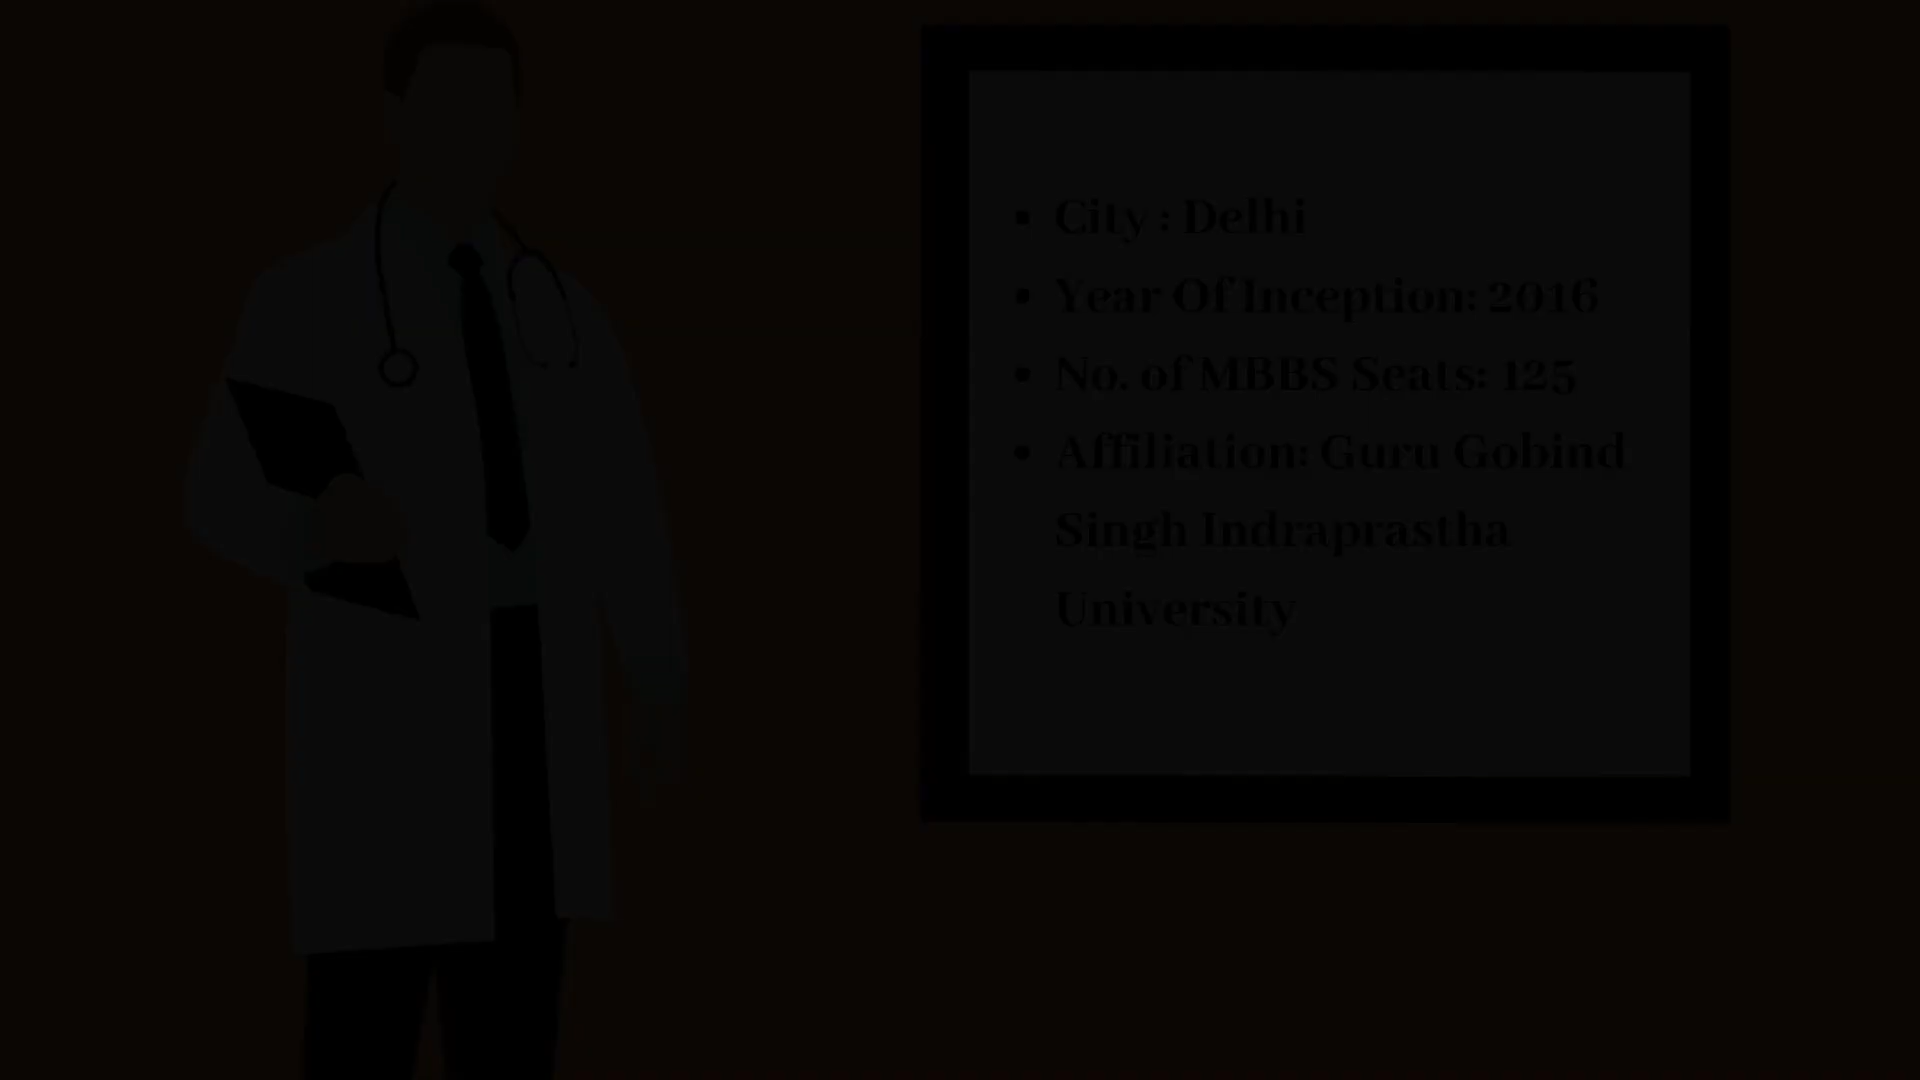 • City : Delhi
• Year Of Inception: 2016
• No. of MBBS Seats: 125
• Affiliation: Guru Gobind
Singh Indraprastha
University